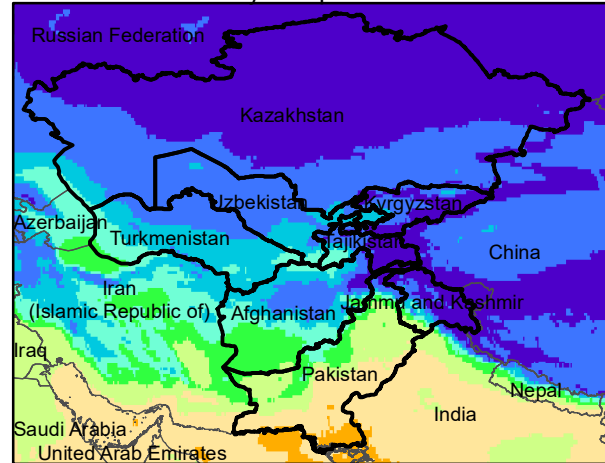 Russian Federation
Kazakhstan
Uzbekistan
Kyrgyzstan
Azerbaijan
Turkmenistan
Tajikistan
China
Iran
(Islamic Republic of)
Afghanistan
Jammu and Kashmir
Iraq
Pakistan
Nepal
India
Saudi Arabia
United Arab Emirates